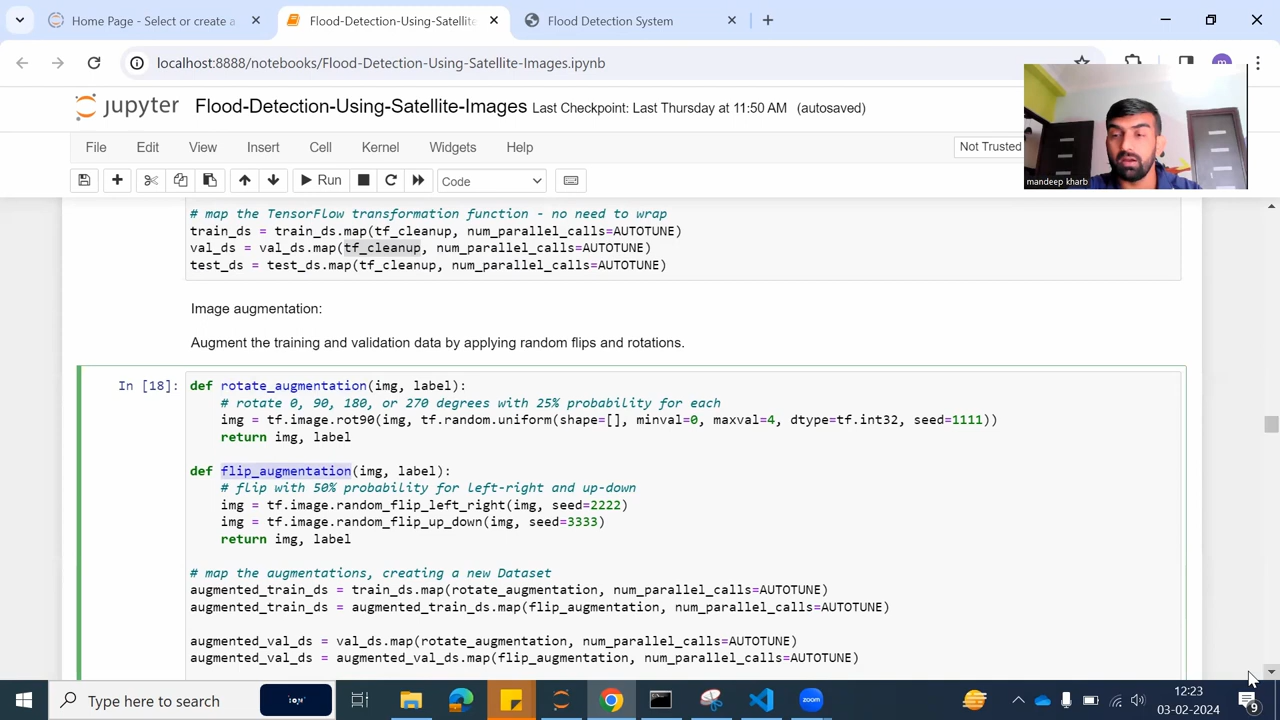 Home Page - Select or create a
Flood-Detection-Using-Satellite
Flood Detection System
localhost:8888/notebooks/Flood-Detection-Using-Satellite-Images.ipynb
jupyter Flood-Detection-Using-Satellite-Images Last Checkpoint: Last Thursday at 11:50 AM (autosaved)
File Edit View Insert Cell Kernel Widgets Help Not Trusted
mandeep kharb
Run Code
# map the TensorFlow transformation function - no need to wrap
train_ds = train_ds.map(tf_cleanup, num_parallel_calls=AUTOTUNE)
val_ds = val_ds.map(tf_cleanup, num_parallel_calls=AUTOTUNE)
test_ds = test_ds.map(tf_cleanup, num_parallel_calls=AUTOTUNE)
Image augmentation:
Augment the training and validation data by applying random flips and rotations.
In [18]: def rotate_augmentation(img, label):
# rotate 0, 90, 180, or 270 degrees with 25% probability for each
img = tf.image.rot90(img, tf.random.uniform(shape=[], minval=0, maxval=4, dtype=tf.int32, seed=1111))
return img, label
def flip_augmentation(img, label):
# flip with 50% probability for left-right and up-down
img = tf.image.random_flip_left_right(img, seed=2222)
img = tf.image.random_flip_up_down(img, seed=3333)
return img, label
# map the augmentations, creating a new Dataset
augmented_train_ds = train_ds.map(rotate_augmentation, num_parallel_calls=AUTOTUNE)
augmented_train_ds = augmented_train_ds.map(flip_augmentation, num_parallel_calls=AUTOTUNE)
augmented_val_ds = val_ds.map(rotate_augmentation, num_parallel_calls=AUTOTUNE)
augmented_val_ds = augmented_val_ds.map(flip_augmentation, num_parallel_calls=AUTOTUNE)
Type here to search
zoom
12:23
03-02-2024
9